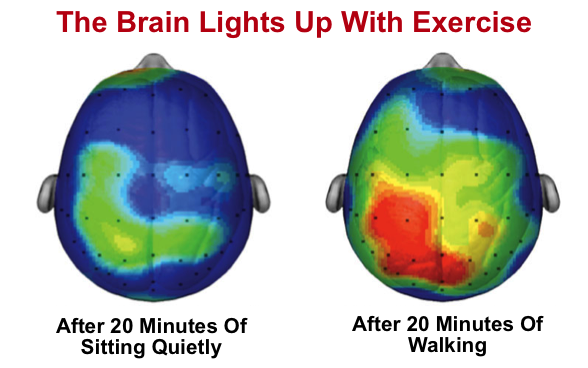 The Brain Lights Up With Exercise
After 20 Minutes Of
Sitting Quietly
After 20 Minutes Of
Walking